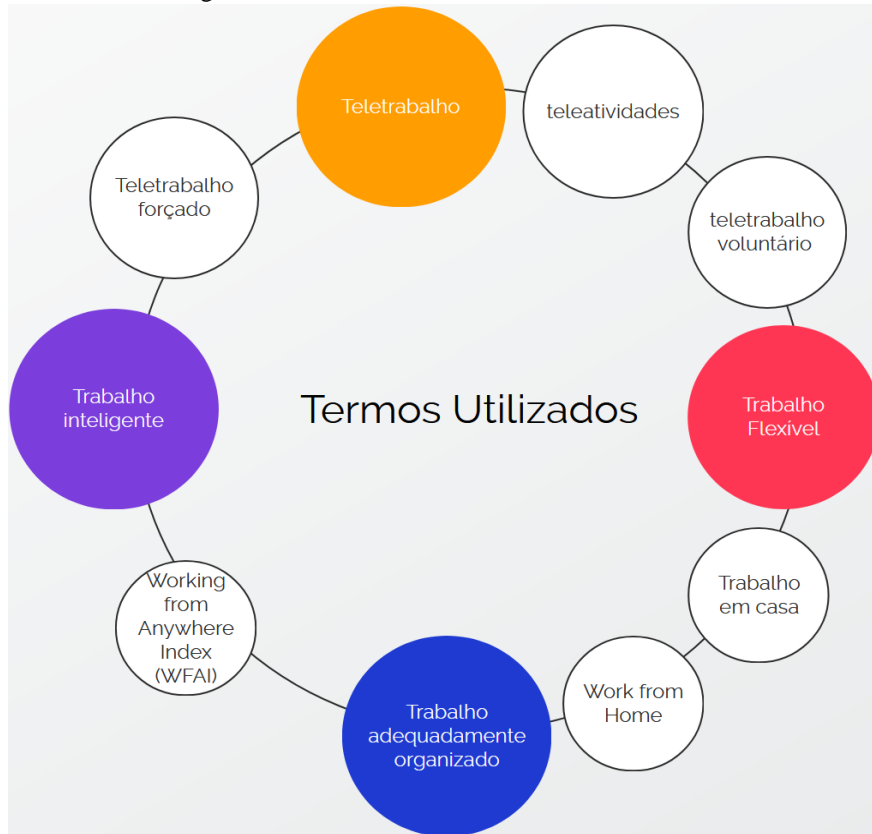 Teletrabalho
teleatividades
Teletrabalho
forçado
teletrabalho
voluntário
Trabalho
inteligente
Termos Utilizados
Trabalho
Flexível
Working
from
Anywhere
Index
(WFAI)
Trabalho
em casa
Work from
Home
Trabalho
adequadamente
organizado